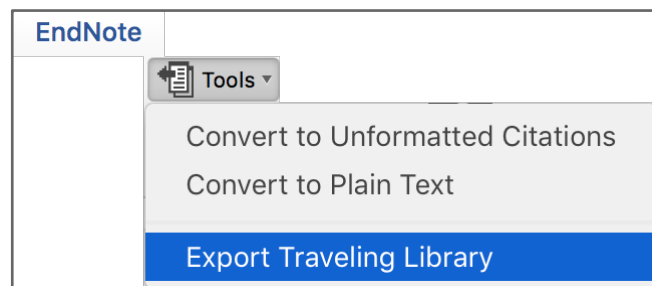 EndNote
Tools
Convert to Unformatted Citations
Convert to Plain Text
Export Traveling Library